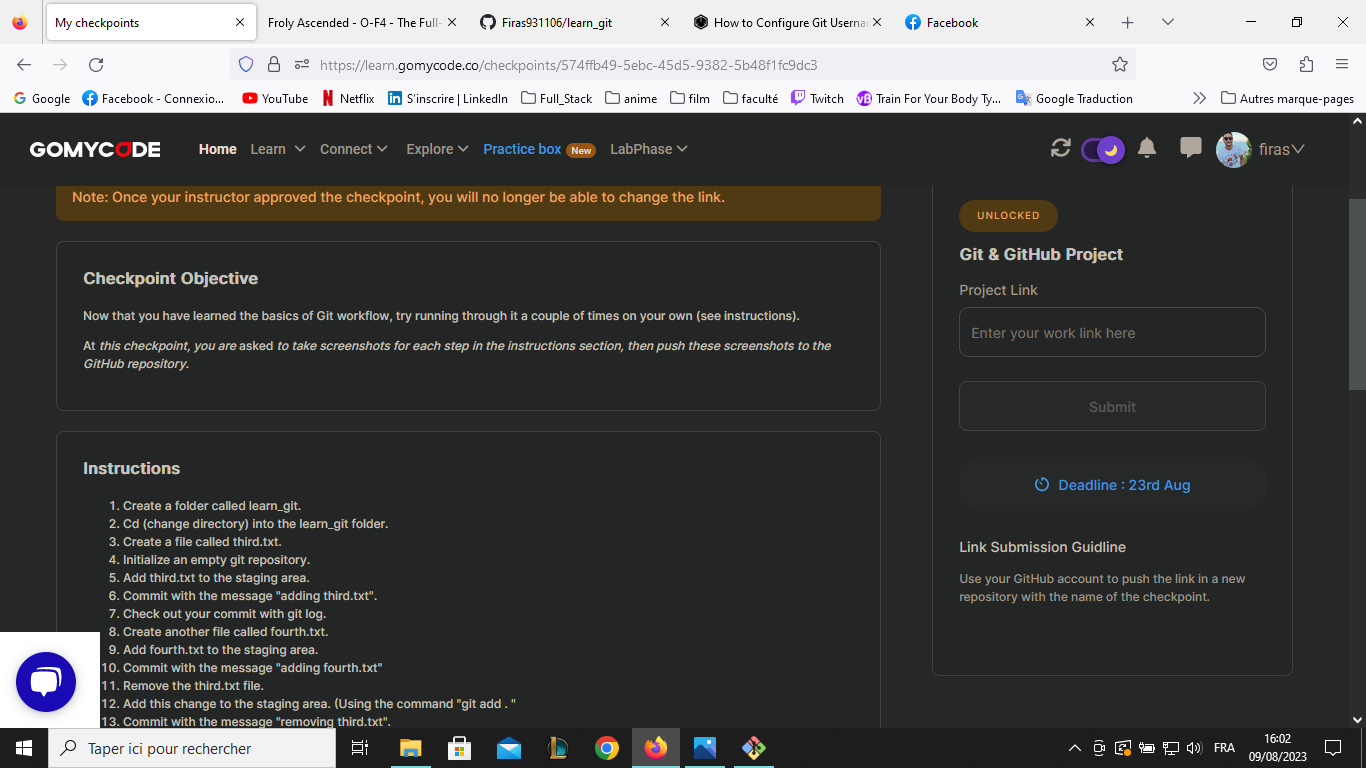 My checkpoints
Froly Ascended - O-F4 - The Full-
Firas931106/learn_git
How to Configure Git Userna
Facebook
https://learn.gomycode.co/checkpoints/574ffb49-5ebc-45d5-9382-5b48f1fc9dc3
Google
Facebook - Connexio...
YouTube
Netflix
S'inscrire | LinkedIn
Full_Stack
anime
film
faculté
Twitch
Train For Your Body Ty...
Google Traduction
Autres marque-pages
GOMYCODE
Home
Learn
Connect
Explore
Practice box New
LabPhase
firas
Note: Once your instructor approved the checkpoint, you will no longer be able to change the link.
Checkpoint Objective
Now that you have learned the basics of Git workflow, try running through it a couple of times on your own (see instructions).
At this checkpoint, you are asked to take screenshots for each step in the instructions section, then push these screenshots to the
GitHub repository.
Instructions
1. Create a folder called learn_git.
2. Cd (change directory) into the learn_git folder.
3. Create a file called third.txt.
4. Initialize an empty git repository.
5. Add third.txt to the staging area.
6. Commit with the message "adding third.txt".
7. Check out your commit with git log.
8. Create another file called fourth.txt.
9. Add fourth.txt to the staging area.
10. Commit with the message "adding fourth.txt"
11. Remove the third.txt file.
12. Add this change to the staging area. (Using the command "git add . "
13. Commit with the message "removing third.txt".
UNLOCKED
Git & GitHub Project
Project Link
Enter your work link here
Submit
Deadline : 23rd Aug
Link Submission Guidline
Use your GitHub account to push the link in a new
repository with the name of the checkpoint.
Taper ici pour rechercher
FRA
16:02
09/08/2023